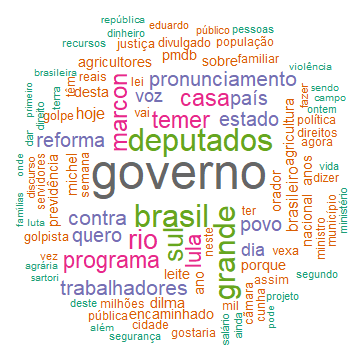 república
dinheiro eduardo
recursos divulgado público pessoas
justiça população
agricultores pmdb sobre familiar
brasileira reais lei pronunciamento violência
têm desta voz casa país fazer sendo
primeiro terra hoje vai temer estado campo
direito golpe marcon política ontem
dar reforma deputados direitos
senhores agricultura agora
onde previdência michel governo anos vida
discurso semana brasileiro nacional dizer
famílias contra brasil orador município ministério
luta quero rio sul grande povo ministro
golpista lula neste ter
vez programa dia vexa
agrária leite ano porque segundo
sartori trabalhadores assim
deste milhões dilma mil câmara cunha projeto
pública encaminhado salário ainda pode
além cidade gostaria
segurança